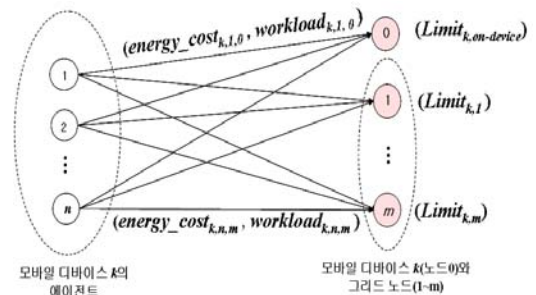 (energy_cost_{k,1,0}, workload_{k,1,0})
0 (Limit_{k,on-device})
1 1 (Limit_{k,1})
2
⋮ ⋮
n m (Limit_{k,m})
(energy_cost_{k,n,m}, workload_{k,n,m})
모바일 디바이스 k의
에이전트
모바일 디바이스 k(노드0)와
그리드 노드(1~m)